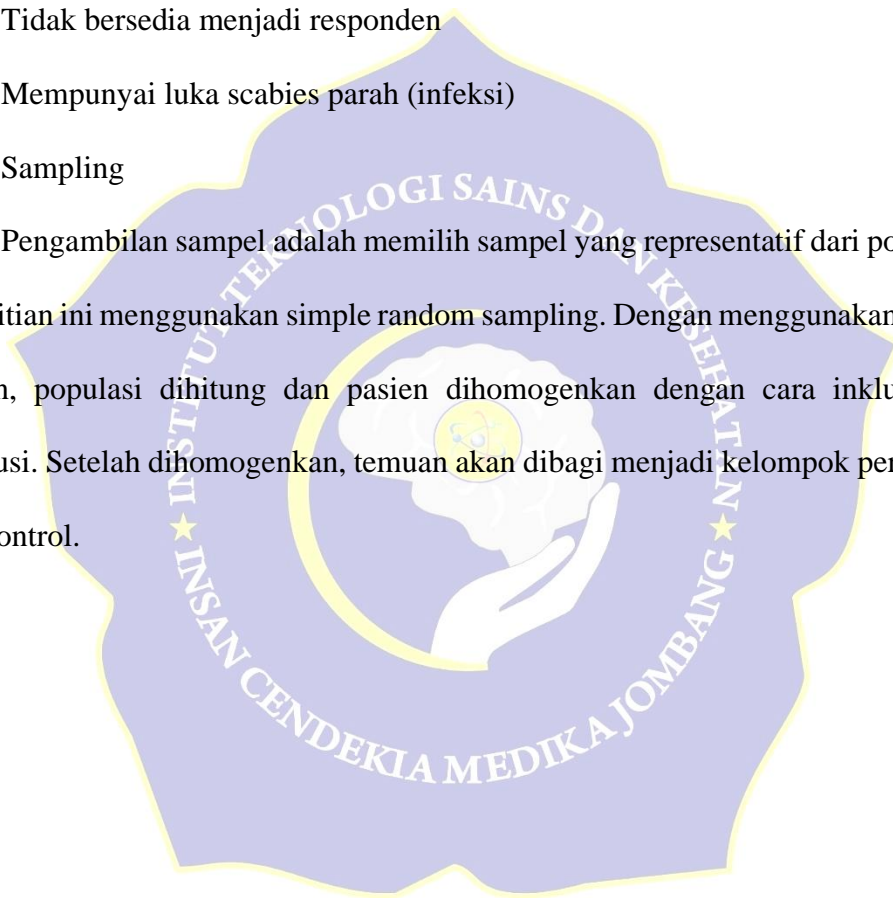 Tidak bersedia menjadi responden
Mempunyai luka scabies parah (infeksi)
Sampling
Pengambilan sampel adalah memilih sampel yang representatif dari po
itian ini menggunakan simple random sampling. Dengan menggunakan
n, populasi dihitung dan pasien dihomogenkan dengan cara inklu
usi. Setelah dihomogenkan, temuan akan dibagi menjadi kelompok per
ontrol.
INSTITUT TEKNOLOGI SAINS DAN KESEHATAN
INSAN CENDEKIA MEDIKA JOMBANG